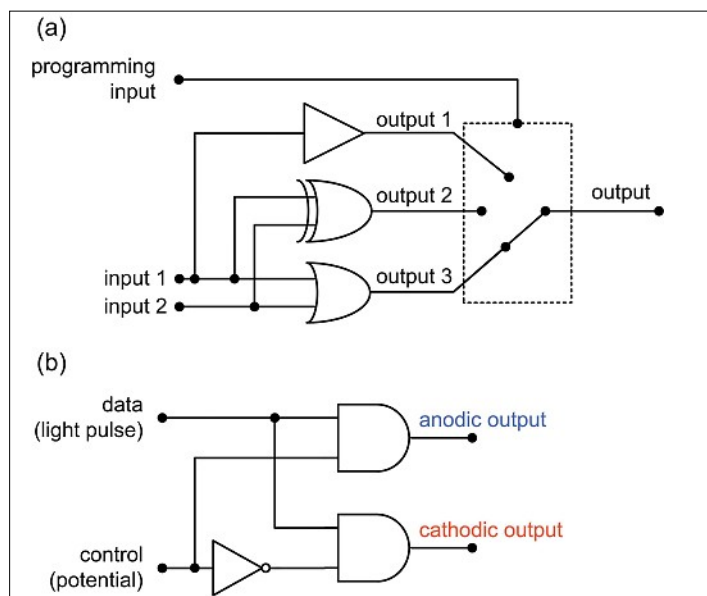 (a)
programming
input
output 1
output 2
output
input 1
output 3
input 2
(b)
data
(light pulse)
anodic output
cathodic output
control
(potential)